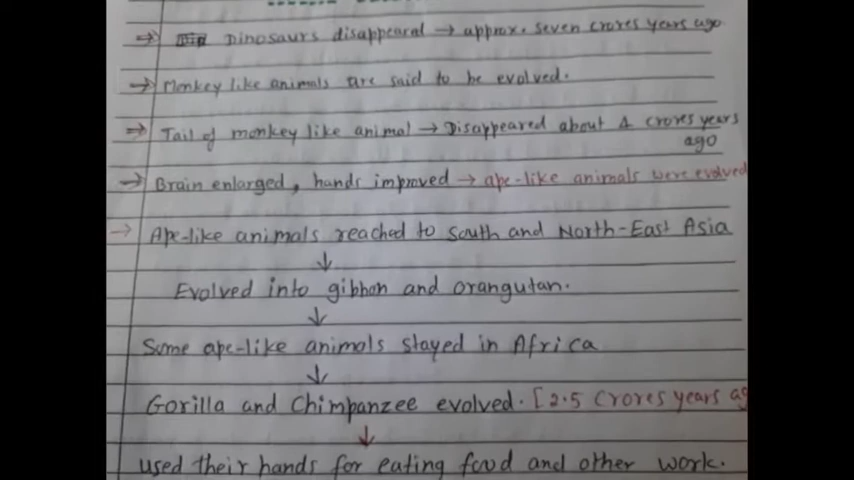 ⇒ Dinosaurs disappeared → approx. seven crores years ago
→ Monkey like animals are said to be evolved.
⇒ Tail of monkey like animal → Disappeared about 4 crores years
ago
→ Brain enlarged, hands improved → ape-like animals were evolved
→ Ape-like animals reached to South and North-East Asia
↓
Evolved into gibbon and orangutan.
↓
Some ape-like animals stayed in Africa
↓
Gorilla and Chimpanzee evolved. [2.5 crores years ag
↓
used their hands for eating food and other work.